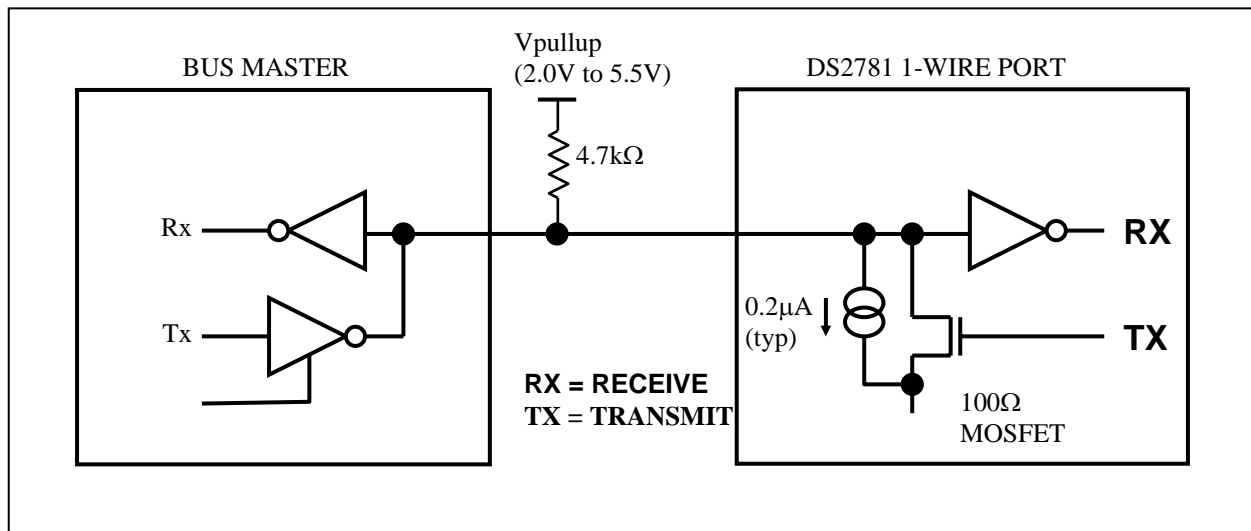 Vpullup
(2.0V to 5.5V)
BUS MASTER
DS2781 1-WIRE PORT
4.7kΩ
Rx
RX
0.2μA
(typ)
Tx
TX
RX = RECEIVE
TX = TRANSMIT
100Ω
MOSFET